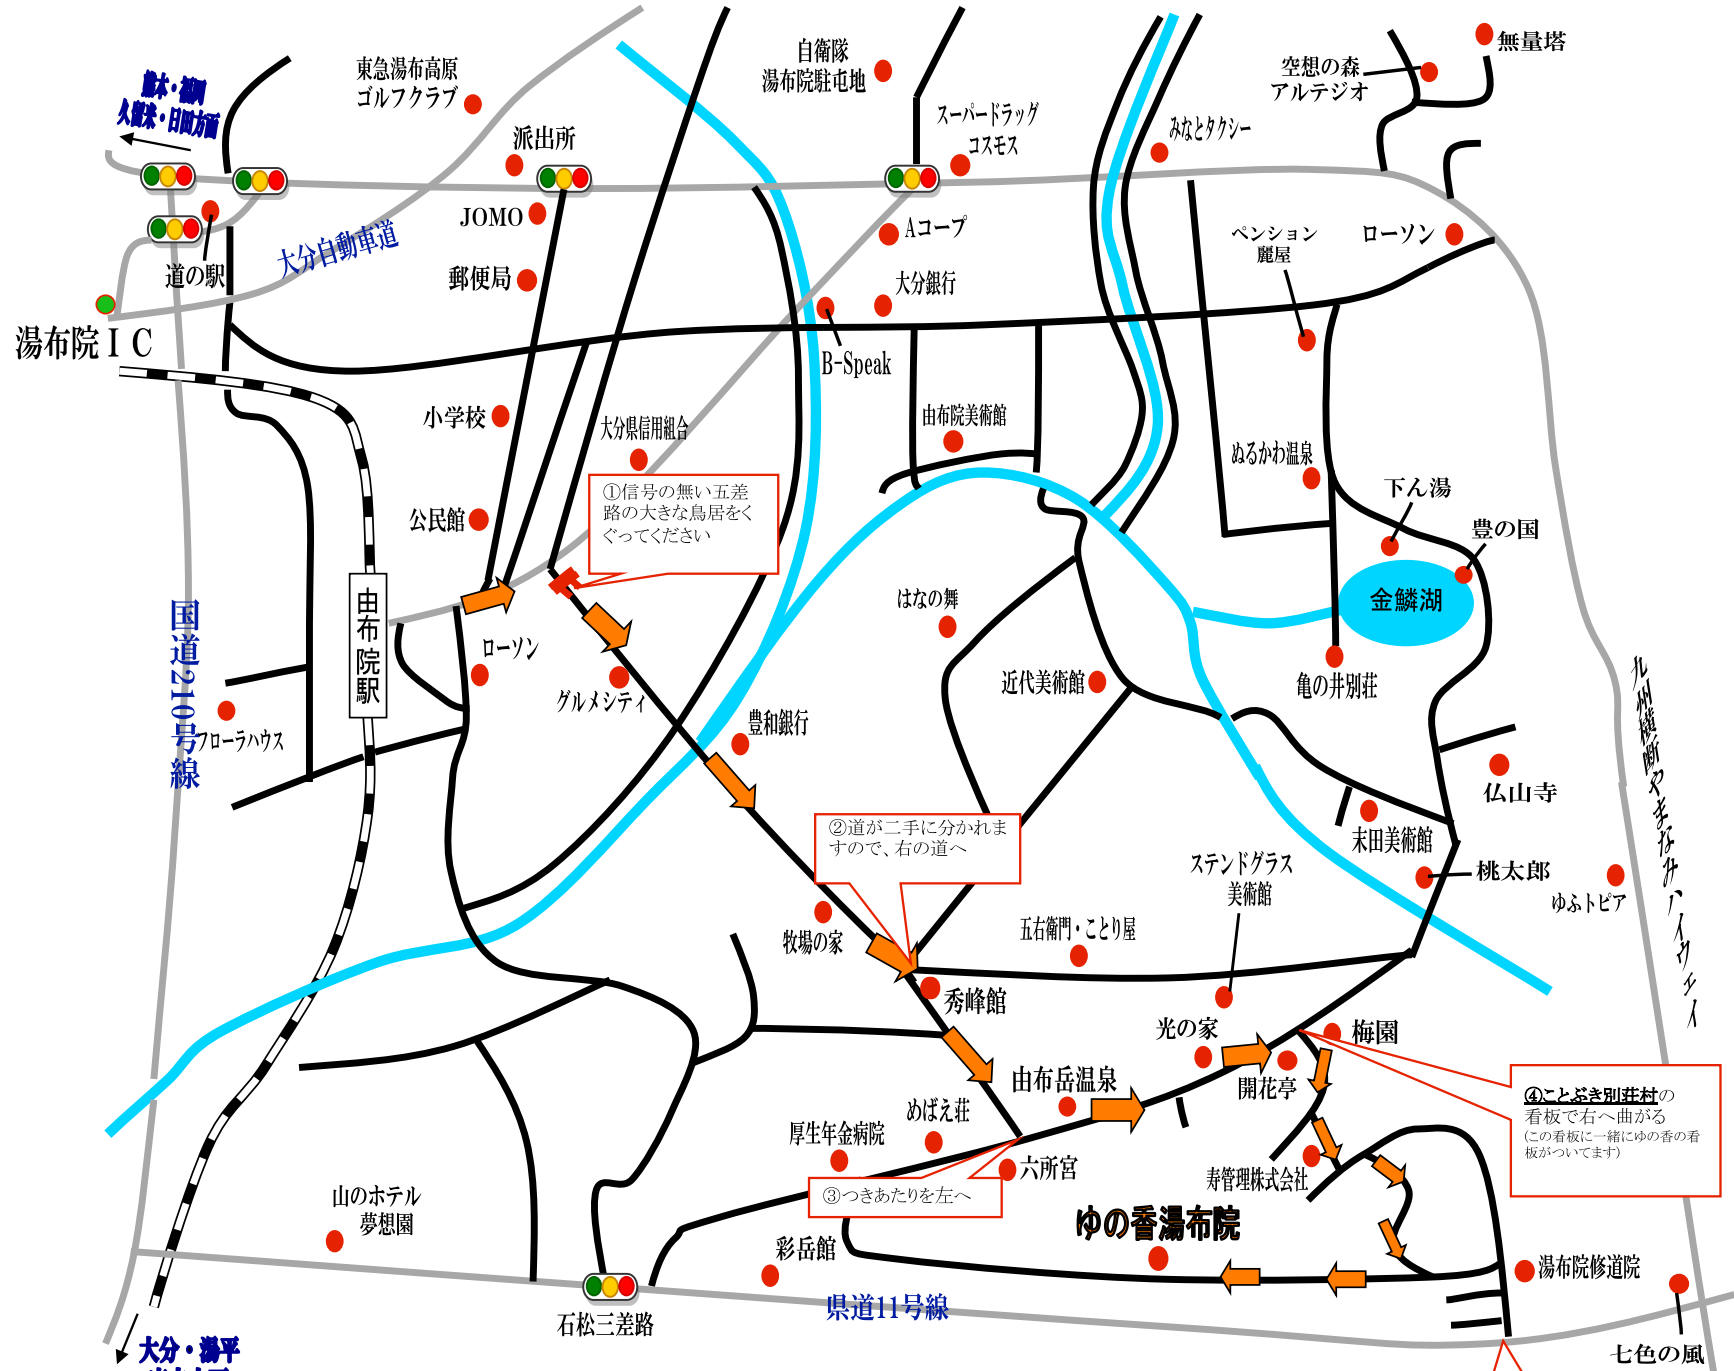 無量塔
空想の森
アルテジオ
自衛隊
湯布院駐屯地
東急湯布高原
ゴルフクラブ
熊本・福岡
久留米・日田方面
スーパードラッグ
コスモス
みなとタクシー
派出所
JOMO
Aコープ
ペンション
麗屋
ローソン
大分自動車道
道の駅
郵便局
大分銀行
湯布院IC
B-Speak
小学校
大分県信用組合
由布院美術館
ぬるかわ温泉
下ん湯
豊の国
公民館
①信号の無い五差
路の大きな鳥居をく
ぐってください
金鱗湖
はなの舞
由布院駅
国道210号線
ローソン
グルメシティ
近代美術館
亀の井別荘
フローラハウス
豊和銀行
仏山寺
九州横断やまなみハイウェイ
②道が二手に分かれま
すので、右の道へ
末田美術館
ステンドグラス
美術館
桃太郎
ゆふトピア
牧場の家
五右衛門・ことり屋
秀峰館
光の家
梅園
由布岳温泉
開花亭
④ことぶき別荘村の
看板で右へ曲がる
(この看板に一緒にゆの香の看
板がついてます)
めばえ荘
厚生年金病院
六所宮
寿管理株式会社
③つきあたりを左へ
山のホテル
夢想園
ゆの香湯布院
彩岳館
湯布院修道院
県道11号線
石松三差路
大分・湯平
七色の風